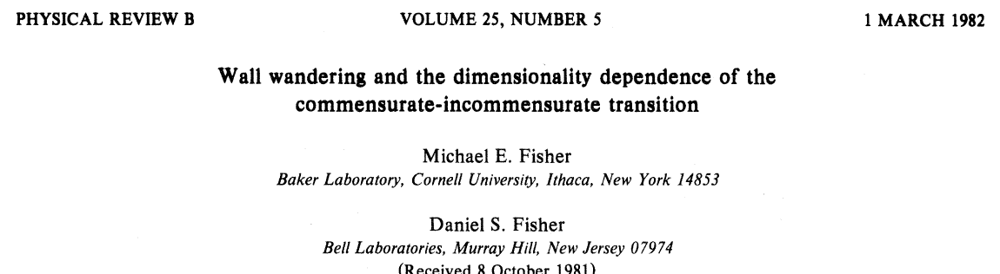 PHYSICAL REVIEW B VOLUME 25, NUMBER 5 1 MARCH 1982
Wall wandering and the dimensionality dependence of the
commensurate-incommensurate transition
Michael E. Fisher
Baker Laboratory, Cornell University, Ithaca, New York 14853
Daniel S. Fisher
Bell Laboratories, Murray Hill, New Jersey 07974
(Received 8 October 1981)